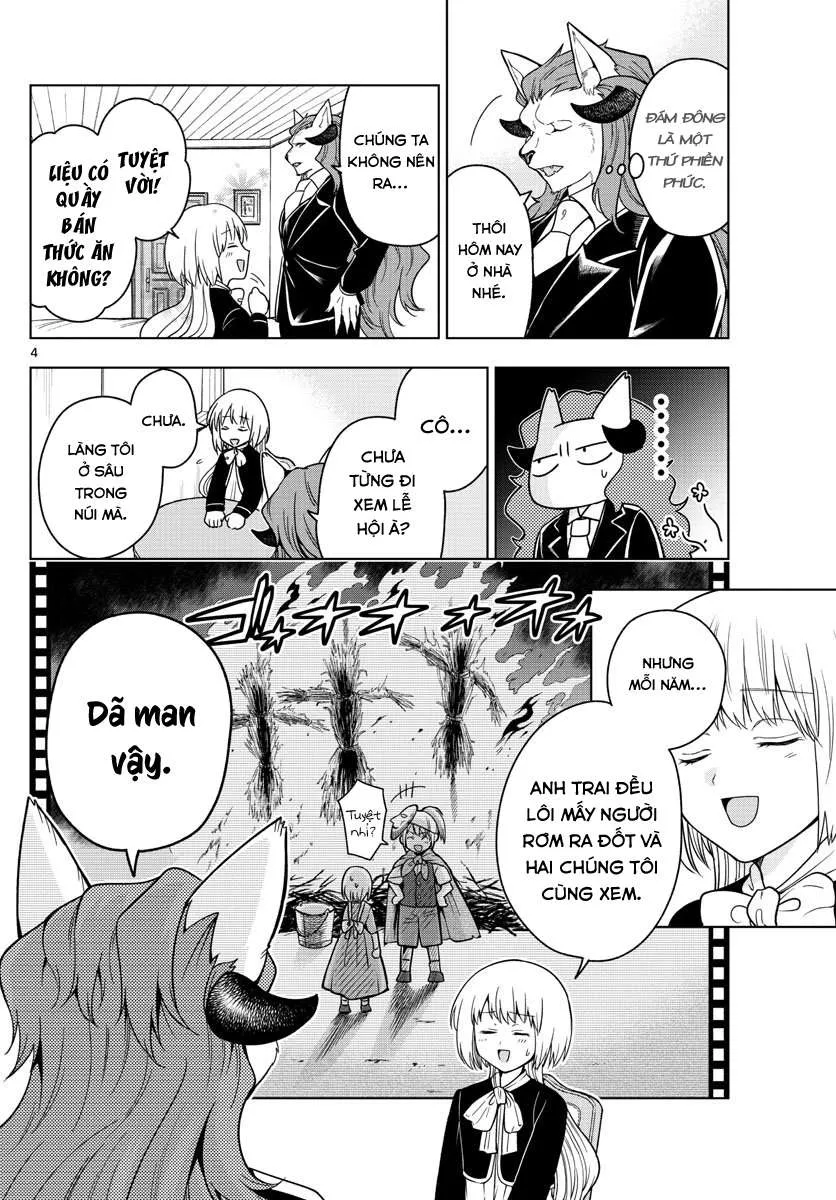 ĐÁM ĐÔNG
LÀ MỘT
THỨ PHIỀN
PHỨC.
THÔI
HÔM NAY
Ở NHÀ
NHÉ.
CHÚNG TA
KHÔNG NÊN
RA...
TUYỆT
VỜI!
LIỆU CÓ
QUẦY BÁN
THỨC ĂN
KHÔNG?
4
CÔ...
CHƯA
TỪNG ĐI
XEM LỄ
HỘI À?
CHƯA.
LÀNG TÔI
Ở SÂU
TRONG
NÚI MÀ.
NHƯNG
MỖI NĂM...
ANH TRAI ĐỀU
LÔI MẤY NGƯỜI
RƠM RA ĐỐT VÀ
HAI CHÚNG TÔI
CÙNG XEM.
Tuyệt
nhỉ?
Dã man
vậy.